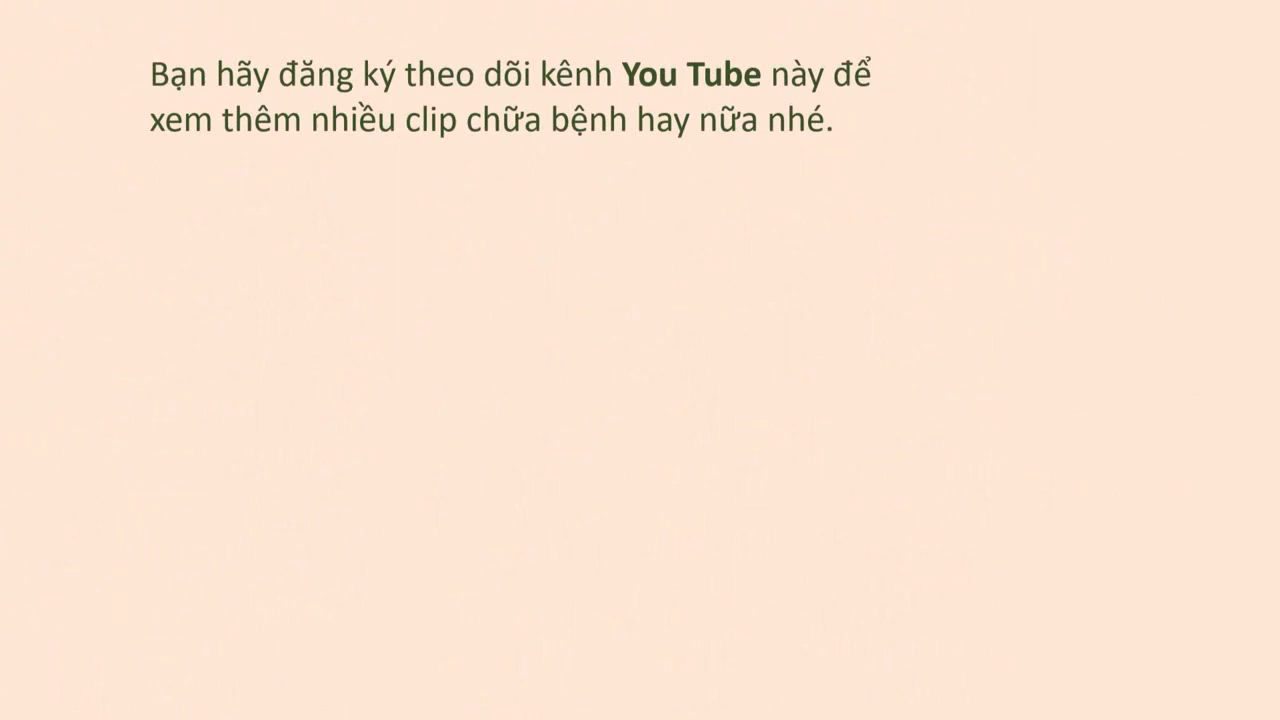 Bạn hãy đăng ký theo dõi kênh You Tube này để
xem thêm nhiều clip chữa bệnh hay nữa nhé.